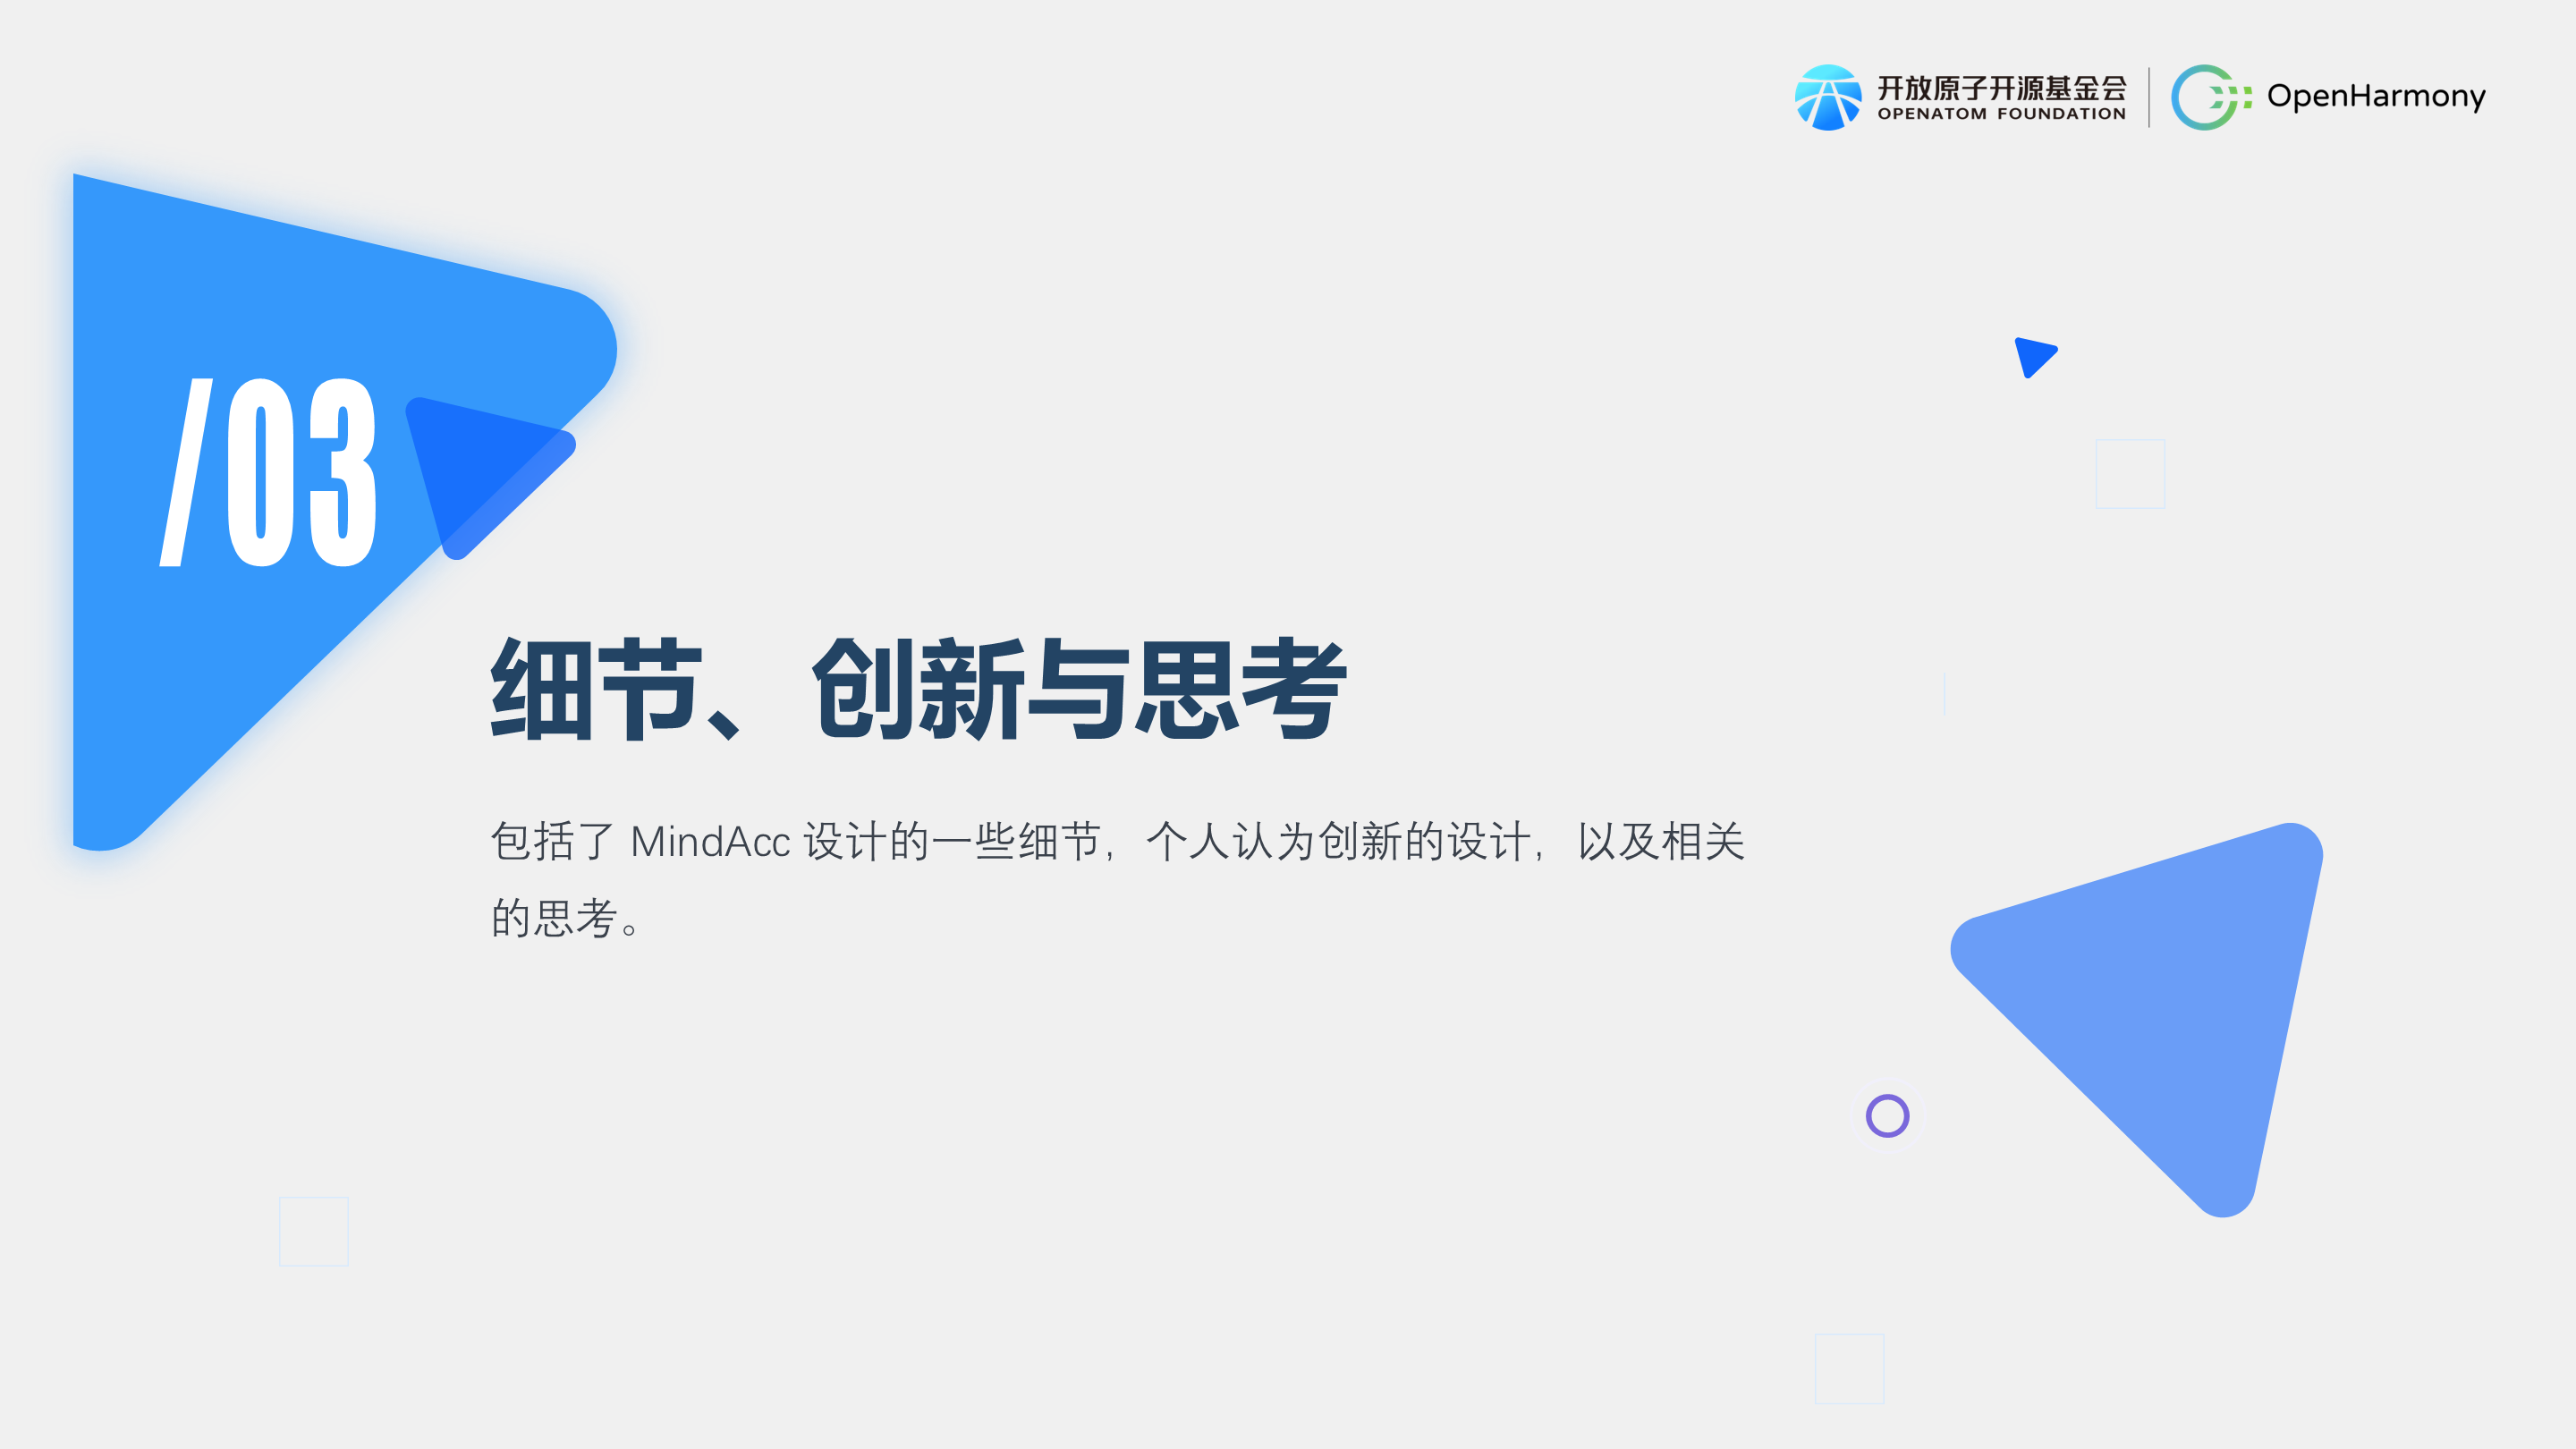 开放原子开源基金会
OPENATOM FOUNDATION
OpenHarmony
/03
细节、创新与思考
包括了 MindAcc 设计的一些细节，个人认为创新的设计，以及相关
的思考。